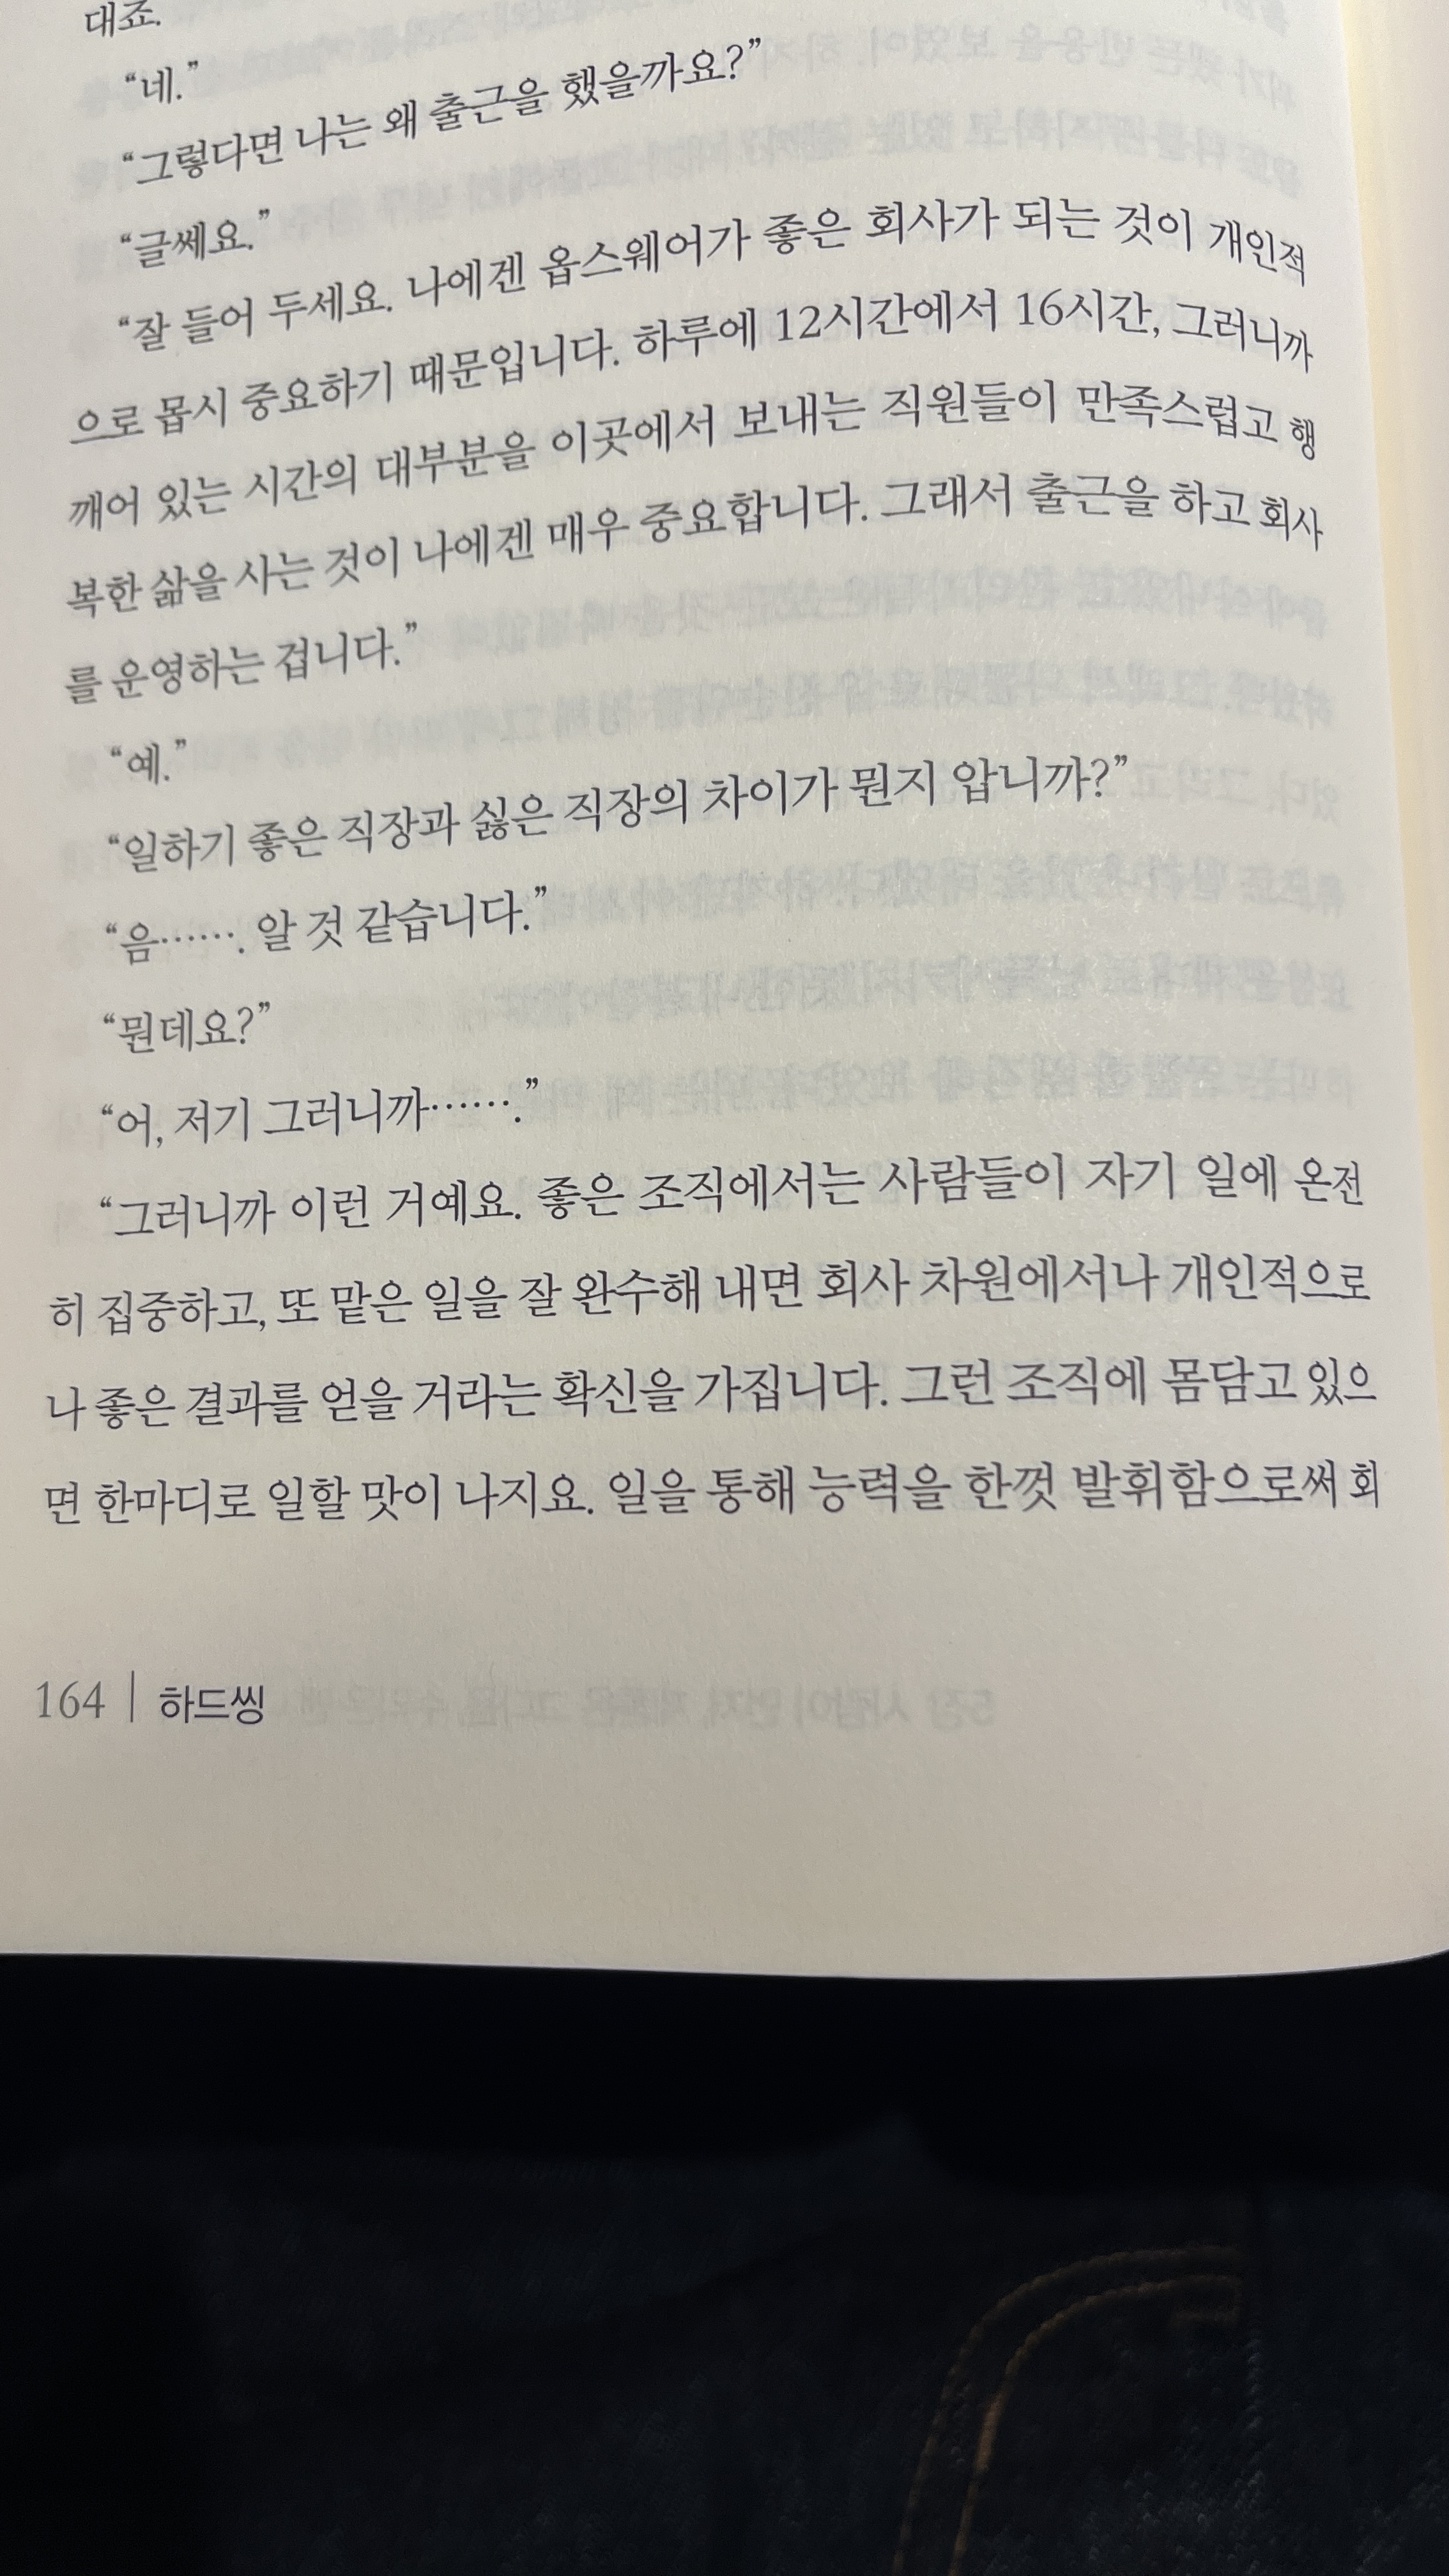 대죠.
“네.”
“그렇다면 나는 왜 출근을 했을까요?”
“글쎄요.”
“잘 들어 두세요. 나에겐 옵스웨어가 좋은 회사가 되는 것이 개인적
으로 몹시 중요하기 때문입니다. 하루에 12시간에서 16시간, 그러니까
깨어 있는 시간의 대부분을 이곳에서 보내는 직원들이 만족스럽고 행
복한 삶을 사는 것이 나에겐 매우 중요합니다. 그래서 출근을 하고 회사
를 운영하는 겁니다.”
“예.”
“일하기 좋은 직장과 싫은 직장의 차이가 뭔지 압니까?”
“음……. 알 것 같습니다.”
“뭔데요?”
“어, 저기 그러니까…….”
“그러니까 이런 거예요. 좋은 조직에서는 사람들이 자기 일에 온전
히 집중하고, 또 맡은 일을 잘 완수해 내면 회사 차원에서나 개인적으로
나 좋은 결과를 얻을 거라는 확신을 가집니다. 그런 조직에 몸담고 있으
면 한마디로 일할 맛이 나지요. 일을 통해 능력을 한껏 발휘함으로써 회
164 | 하드씽